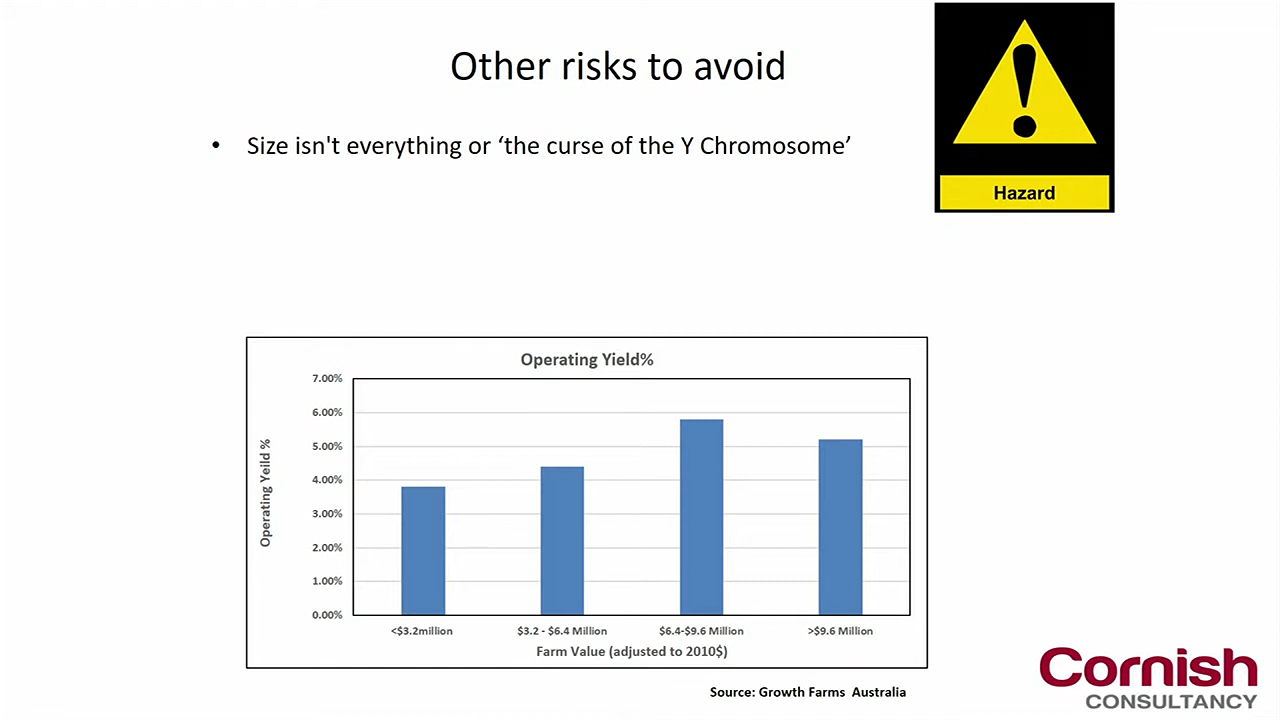 Other risks to avoid
• Size isn't everything or ‘the curse of the Y Chromosome’
!
Hazard
Operating Yield%
7.00%
6.00%
5.00%
4.00%
3.00%
2.00%
1.00%
0.00%
Operating Yeild %
<$3.2million $3.2 - $6.4 Million $6.4-$9.6 Million >$9.6 Million
Farm Value (adjusted to 2010$)
Source: Growth Farms Australia
Cornish
CONSULTANCY